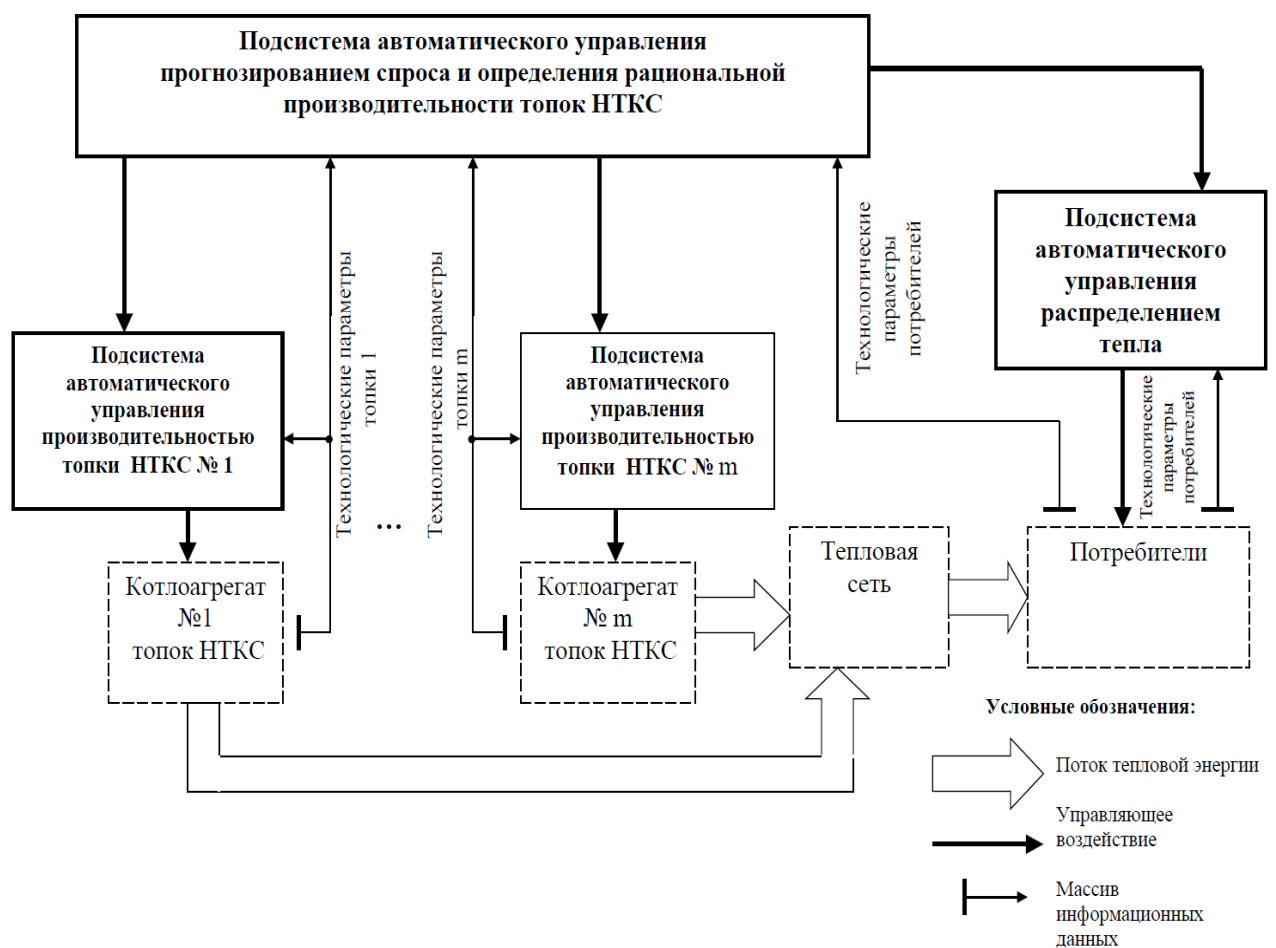 Подсистема автоматического управления
прогнозированием спроса и определения рациональной
производительности топок НТКС
Подсистема
автоматического
управления
распределением
тепла
Технологические
параметры
потребителей
Технологические параметры
топки 1
Технологические параметры
топки m
Подсистема
автоматического
управления
производительностью
топки НТКС № 1
Подсистема
автоматического
управления
производительностью
топки НТКС № m
Технологические
параметры
потребителей
...
Котлоагрегат
№1
топок НТКС
Котлоагрегат
№ m
топок НТКС
Тепловая
сеть
Потребители
Условные обозначения:
Поток тепловой энергии
Управляющее
воздействие
Массив
информационных
данных